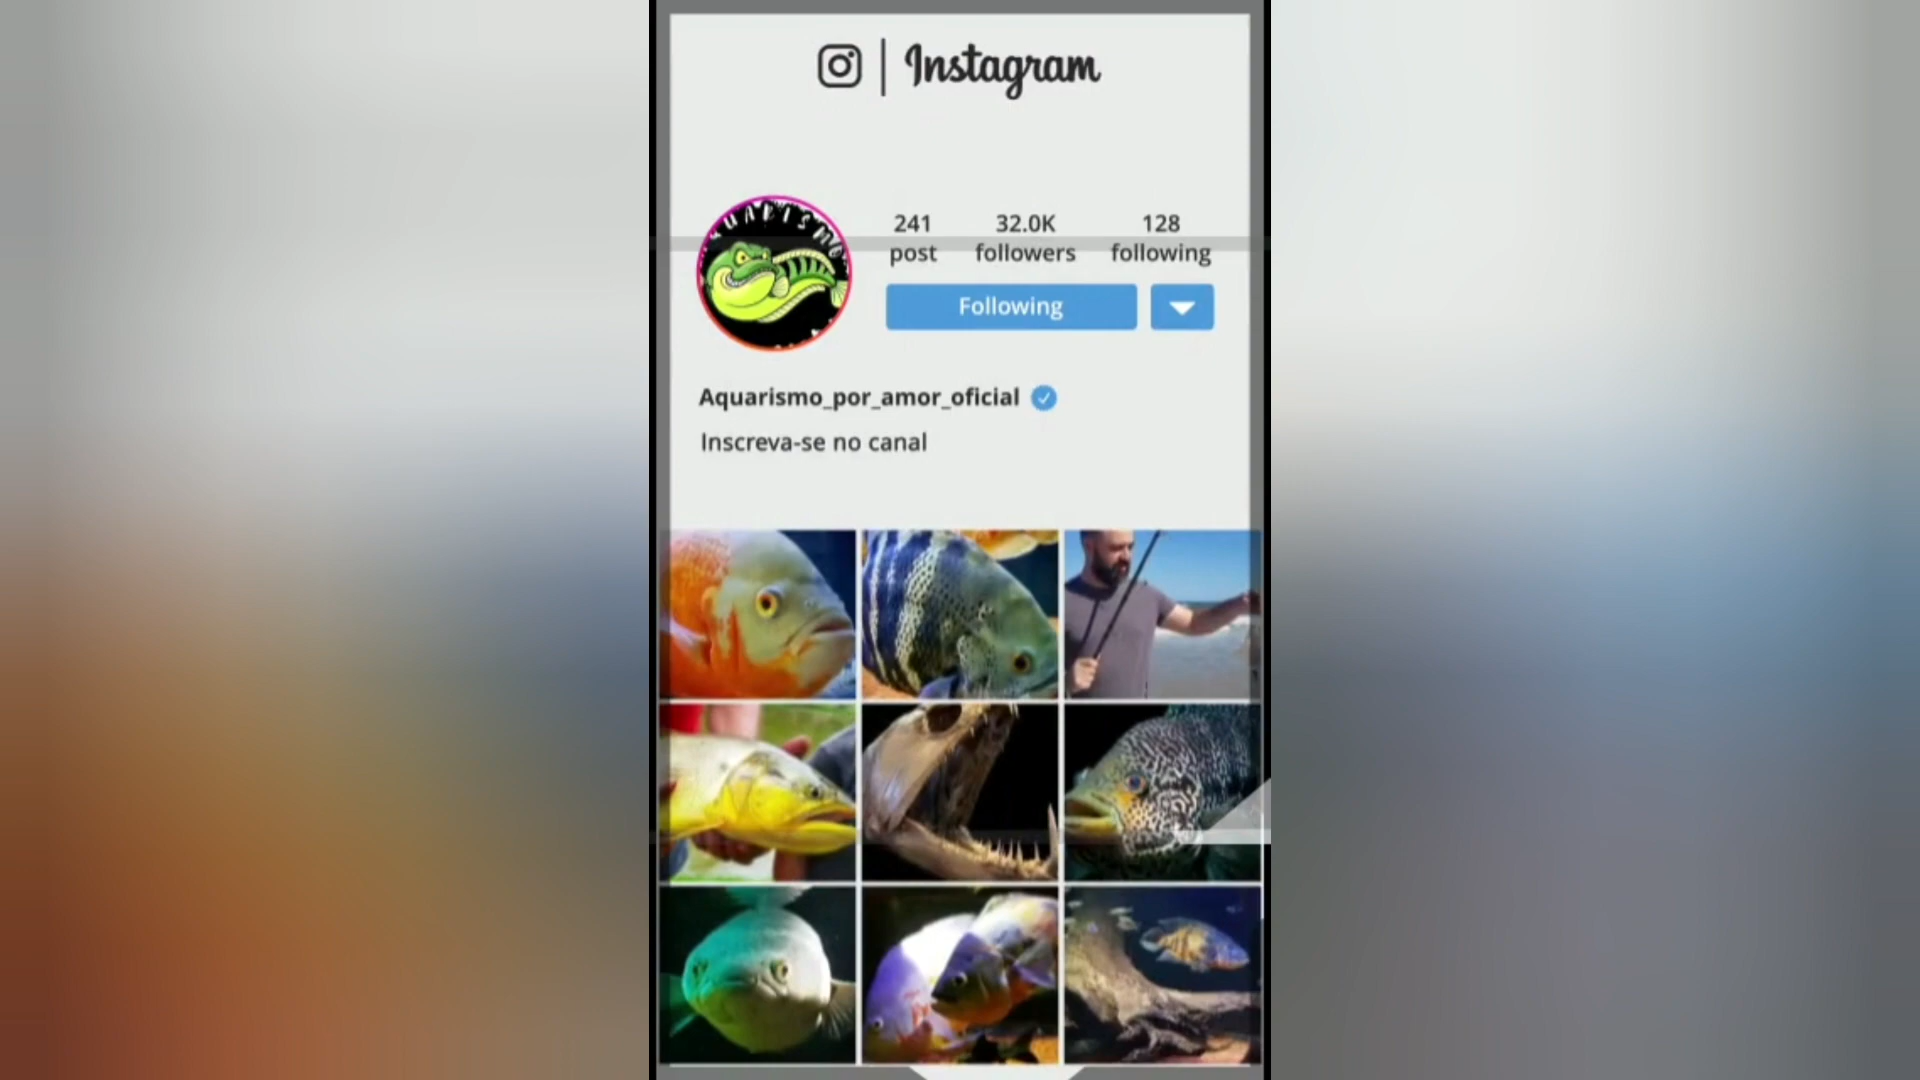 Instagram
241
32.0K
128
post
followers
following
Following
Aquarismo_por_amor_oficial
Inscreva-se no canal